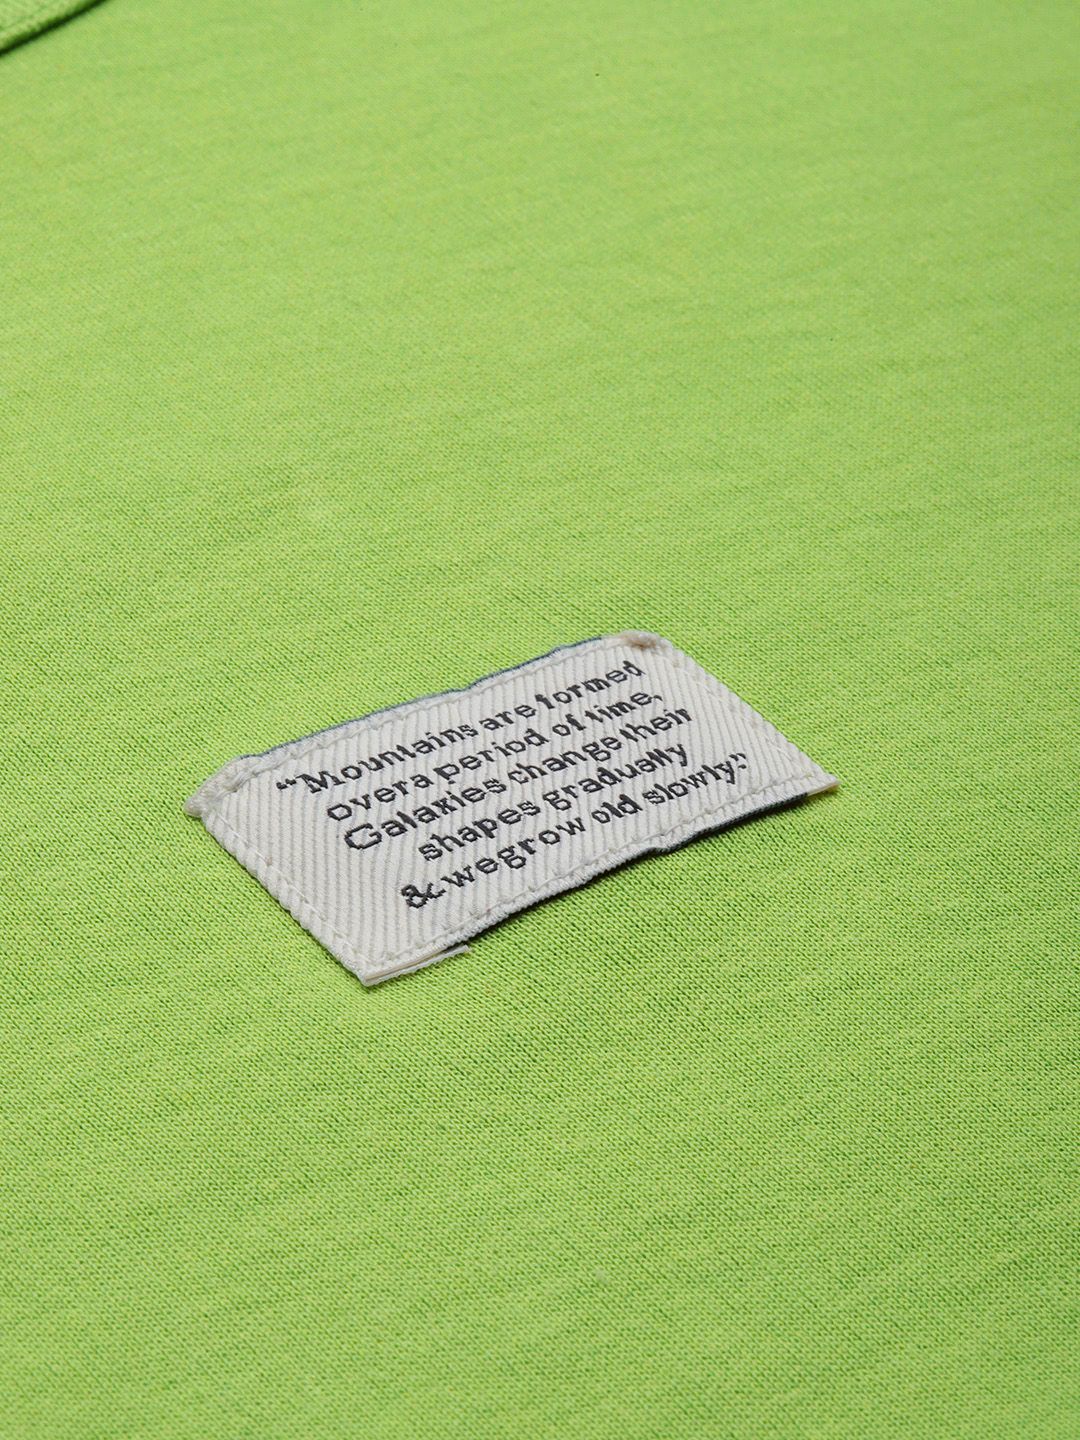 “Mountains are formed
over a period of time,
Galaxies change their
shapes gradually
& we grow old slowly.”